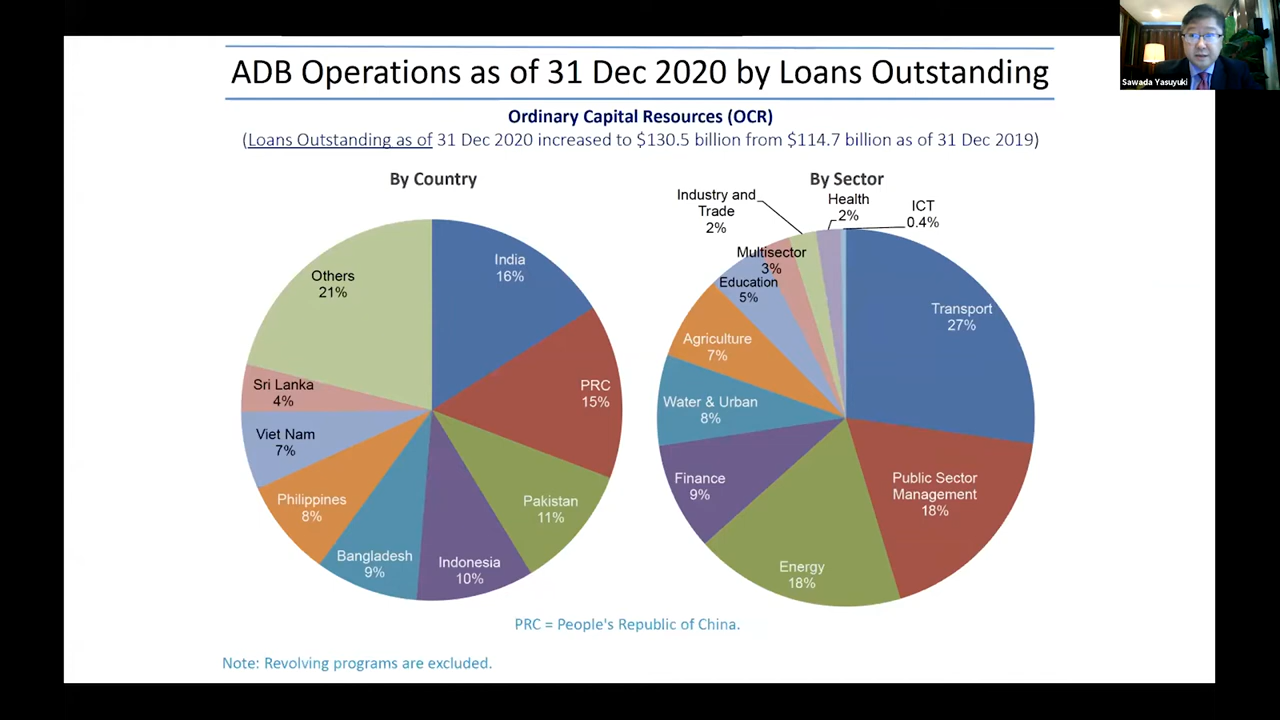 ADB Operations as of 31 Dec 2020 by Loans Outstanding
Sawada Yasuyuki
Ordinary Capital Resources (OCR)
(Loans Outstanding as of 31 Dec 2020 increased to $130.5 billion from $114.7 billion as of 31 Dec 2019)
By Country
India
16%
PRC
15%
Pakistan
11%
Indonesia
10%
Bangladesh
9%
Philippines
8%
Viet Nam
7%
Sri Lanka
4%
Others
21%
By Sector
Transport
27%
Public Sector
Management
18%
Energy
18%
Finance
9%
Water & Urban
8%
Agriculture
7%
Education
5%
Multisector
3%
Industry and
Trade
2%
Health
2%
ICT
0.4%
PRC = People's Republic of China.
Note: Revolving programs are excluded.